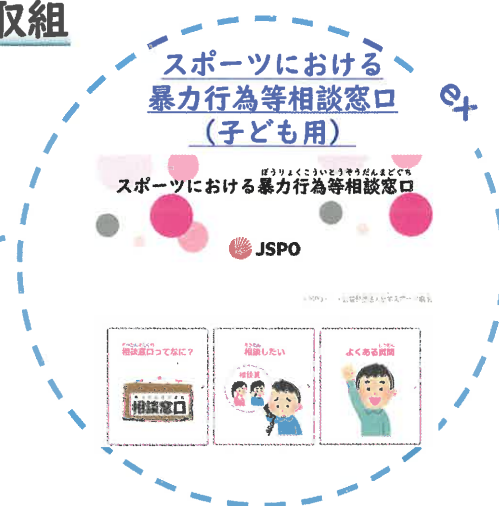 取組
スポーツにおける
暴力行為等相談窓口
（子ども用）
ex
ぼうりょくこういとうそうだんまどぐち
スポーツにおける暴力行為等相談窓口
JSPO
相談窓口ってなに？
相談したい
よくある質問
相談員
相談窓口